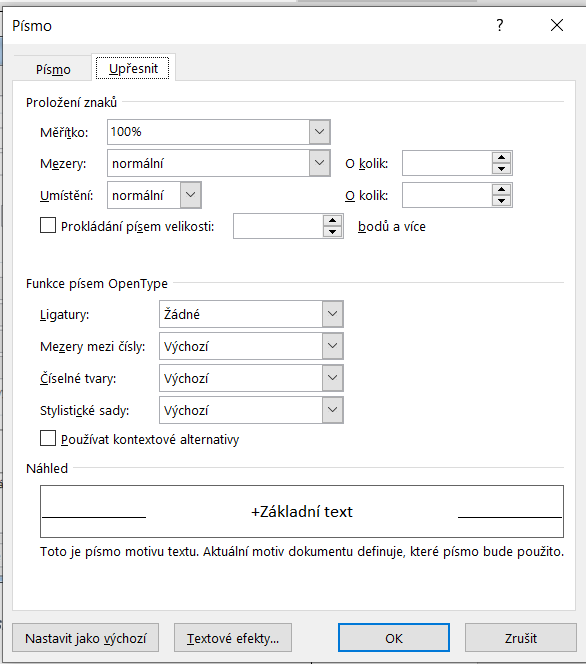 Písmo
Písmo Upřesnit
Proložení znaků
Měřítko: 100%
Mezery: normální O kolik:
Umístění: normální O kolik:
Prokládání písem velikosti: bodů a více
Funkce písem OpenType
Ligatury: Žádné
Mezery mezi čísly: Výchozí
Číselné tvary: Výchozí
Stylistické sady: Výchozí
Používat kontextové alternativy
Náhled
+Základní text
Toto je písmo motivu textu. Aktuální motiv dokumentu definuje, které písmo bude použito.
Nastavit jako výchozí Textové efekty... OK Zrušit